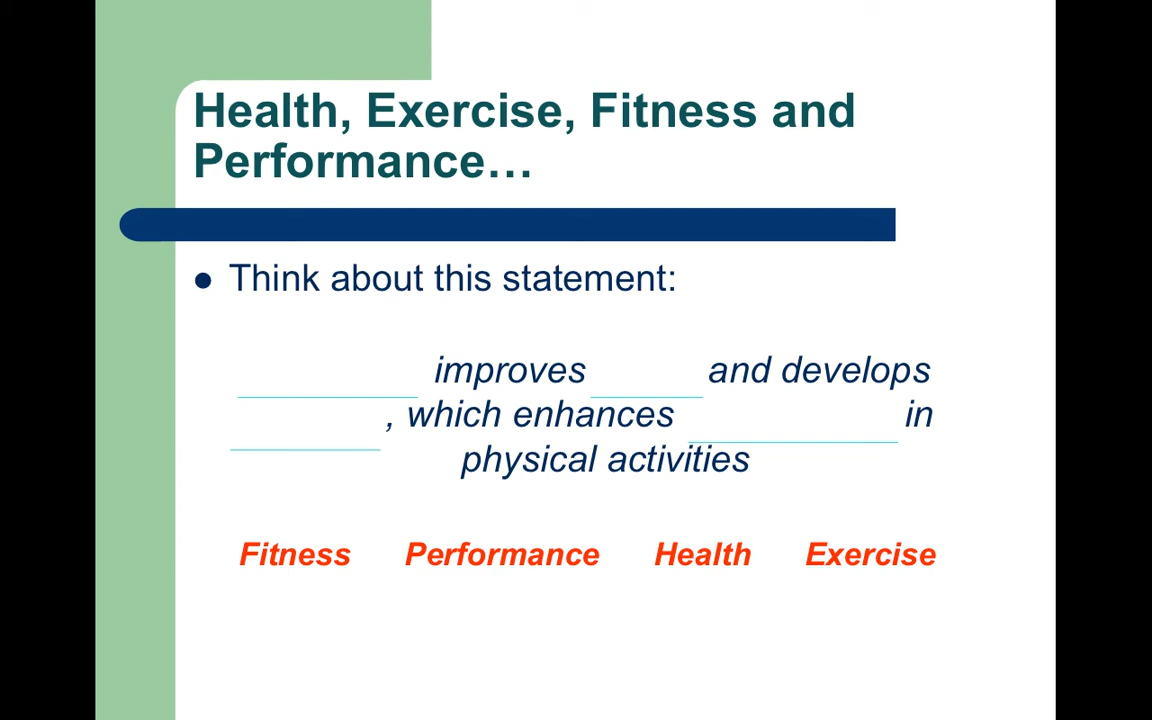 Health, Exercise, Fitness and
Performance…
Think about this statement:
improves and develops
, which enhances in
physical activities
Fitness Performance Health Exercise